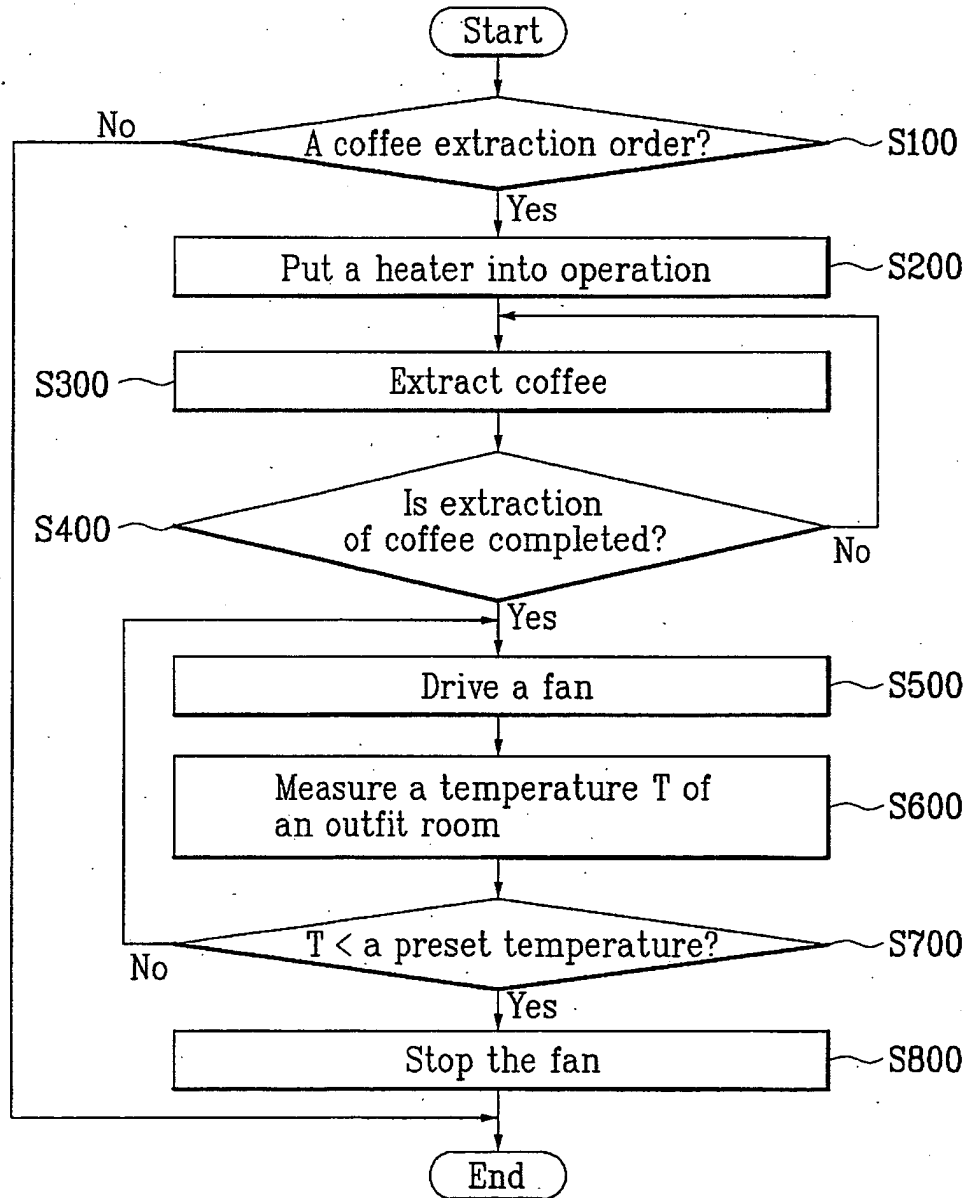 Start
No
A coffee extraction order?
S100
Yes
Put a heater into operation
S200
S300
Extract coffee
Is extraction
of coffee completed?
S400
No
Yes
Drive a fan
S500
Measure a temperature T of
an outfit room
S600
T < a preset temperature?
S700
No
Yes
Stop the fan
S800
End